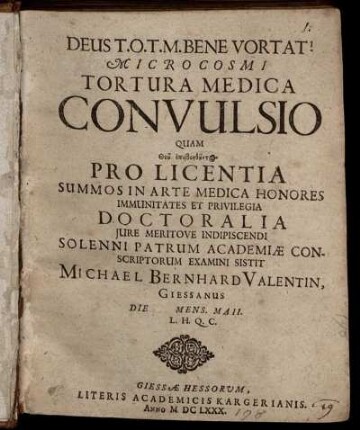 1.
DEUS T.O.T.M. BENE VORTAT!
MICROCOSMI
TORTURA MEDICA
CONVULSIO
QUAM
PRO LICENTIA
SUMMOS IN ARTE MEDICA HONORES
IMMUNITATES ET PRIVILEGIA
DOCTORALIA
JURE MERITOVE INDIPISCENDI
SOLENNI PATRUM ACADEMIÆ CON-
SCRIPTORUM EXAMINI SISTIT
MICHAEL BERNHARD VALENTIN,
GIESSANUS
DIE MENS. MAII.
L. H. Q. C.
GIESSÆ HESSORUM,
LITERIS ACADEMICIS KARGERIANIS.
ANNO M DC LXXX.